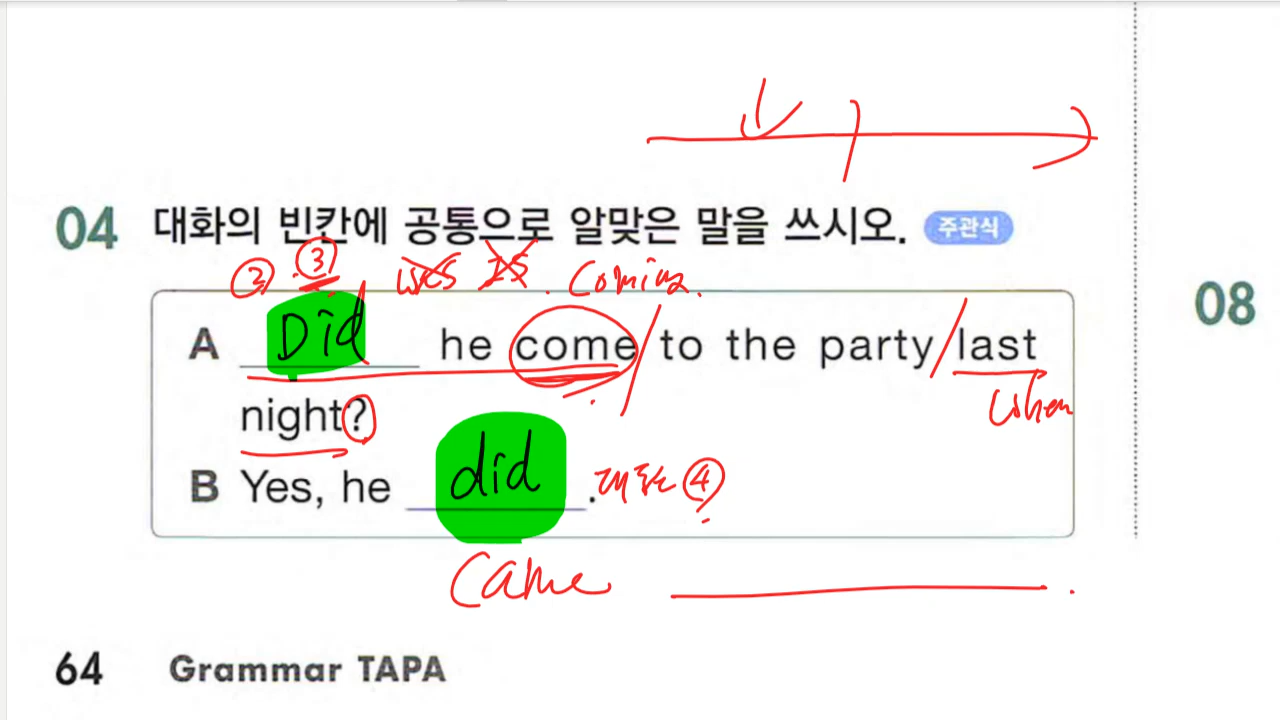 04 대화의 빈칸에 공통으로 알맞은 말을 쓰시오. 주관식
② ③ was is . coming.
A Did he come to the party / last
night?
when
B Yes, he did . 대동 ④
came .
08
64 Grammar TAPA